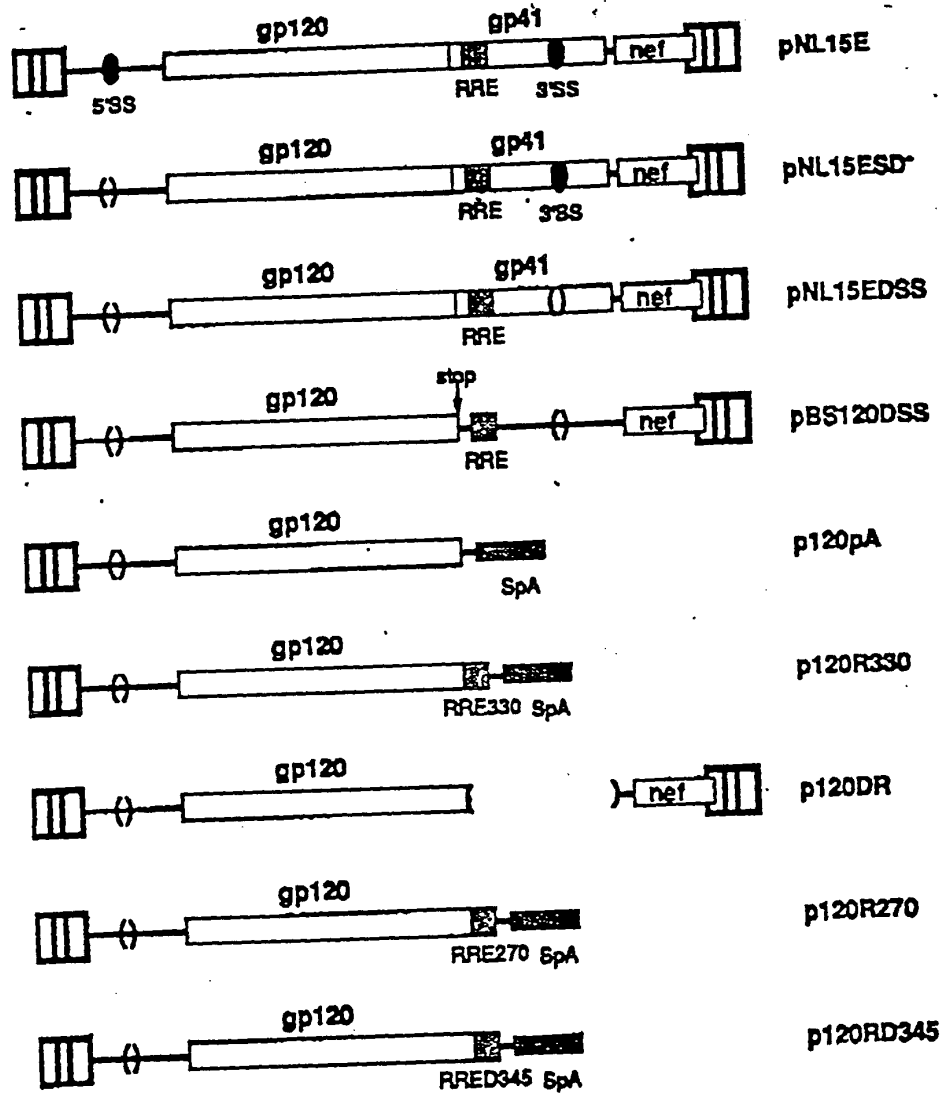 gp120 gp41
nef pNL15E
5'SS RRE 3'SS
gp120 gp41
nef pNL15ESD-
RRE 3'SS
gp120 gp41
nef pNL15EDSS
RRE
stop
gp120
nef pBS120DSS
RRE
gp120
p120pA
SpA
gp120
p120R330
RRE330 SpA
gp120
nef p120DR
gp120
p120R270
RRE270 SpA
gp120
p120RD345
RRED345 SpA